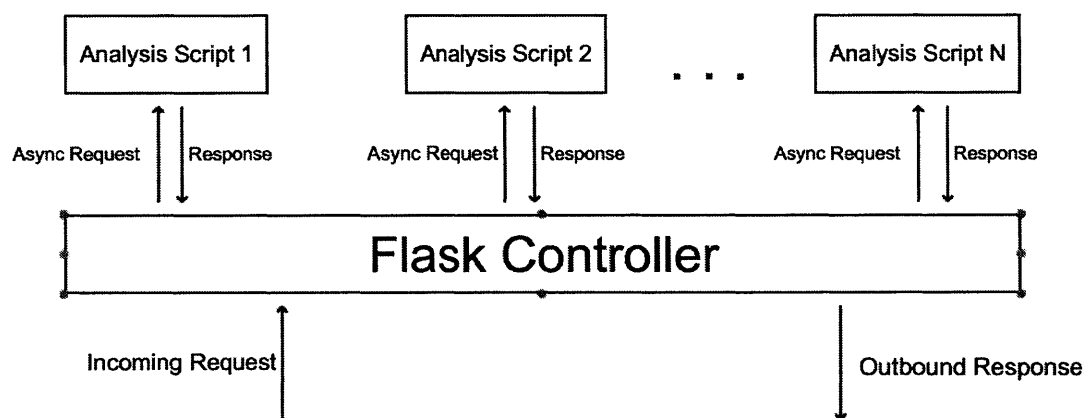 Analysis Script 1
Analysis Script 2
. . .
Analysis Script N
Async Request
Response
Async Request
Response
Async Request
Response
Flask Controller
Incoming Request
Outbound Response